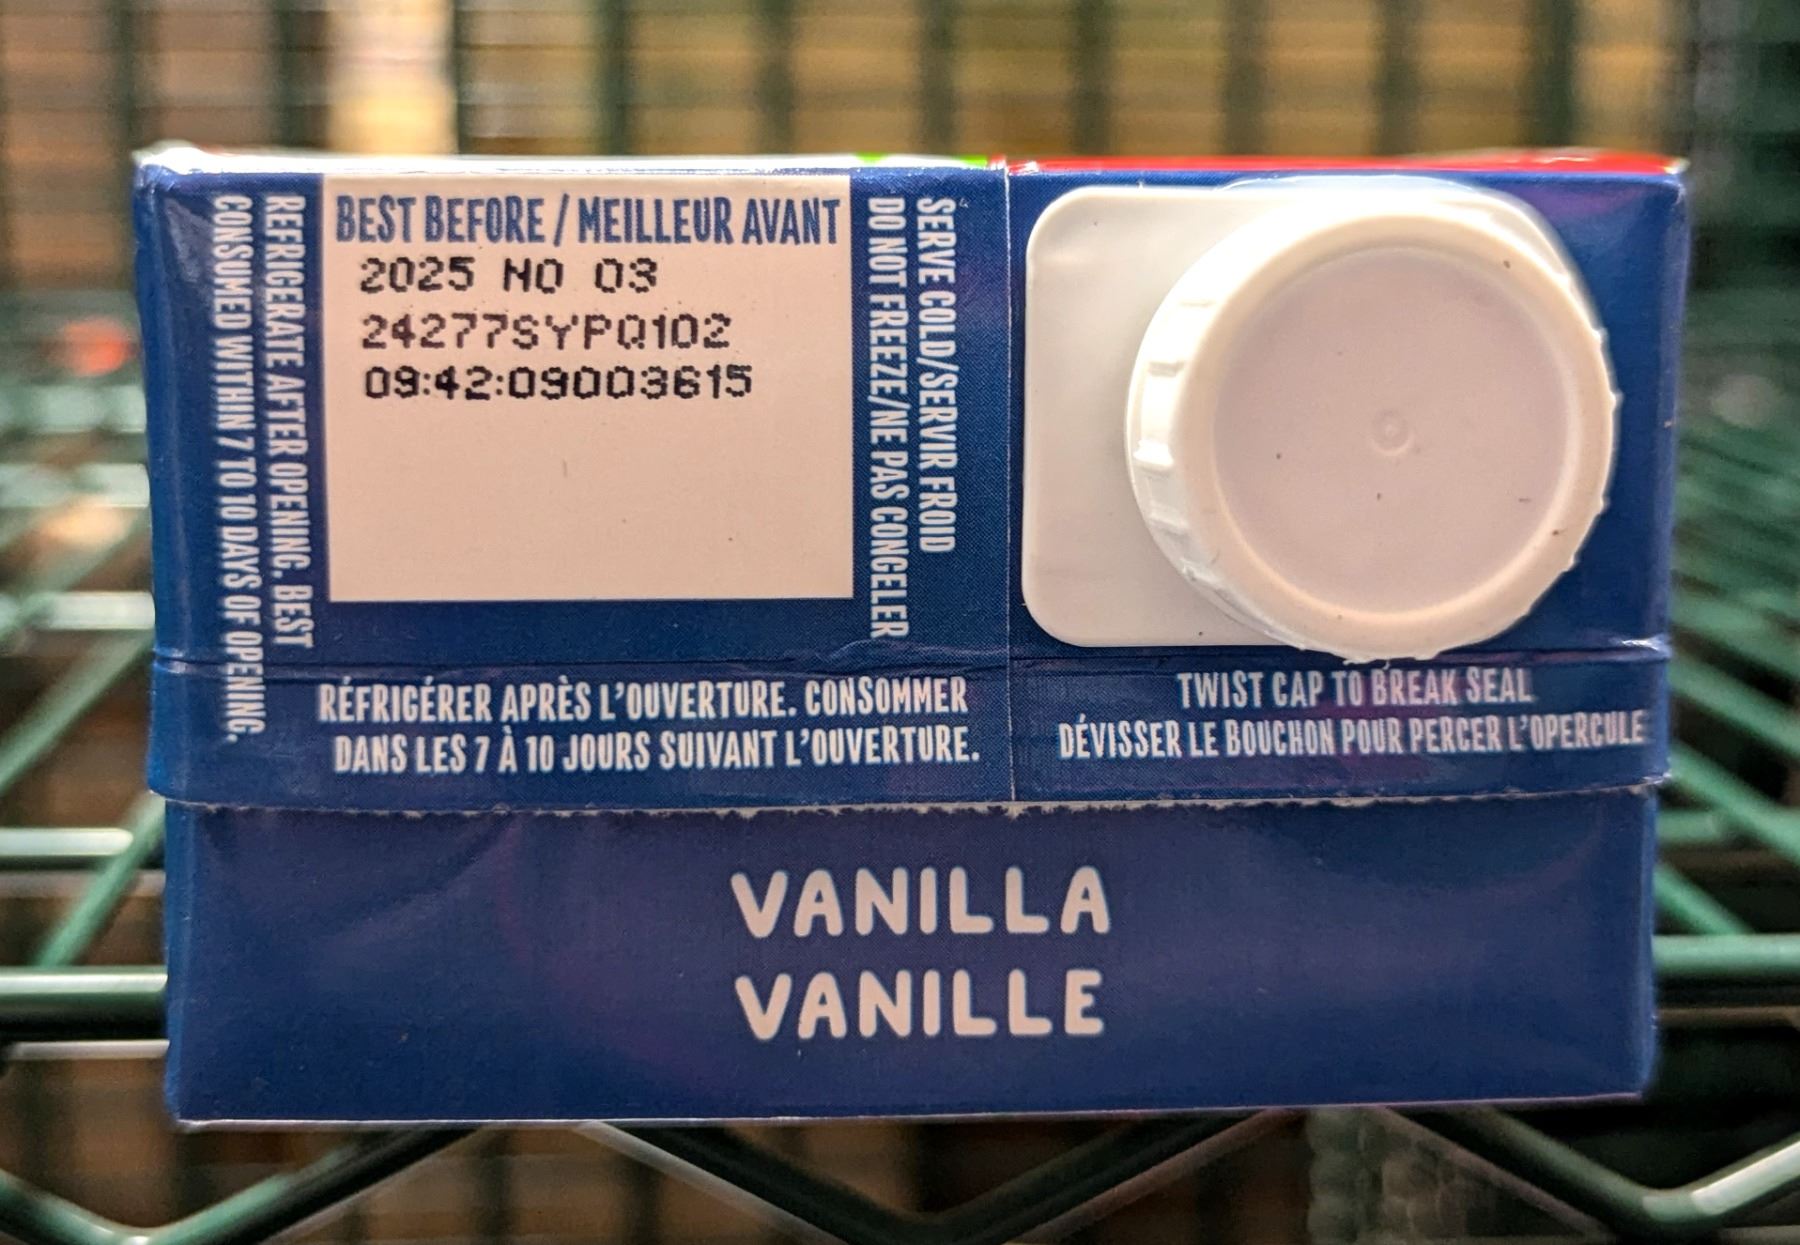 REFRIGERATE AFTER OPENING. BEST
CONSUMED WITHIN 7 TO 10 DAYS OF OPENING.
BEST BEFORE / MEILLEUR AVANT
2025 NO 03
24277SYPQ102
09:42:09003615
SERVE COLD/SERVIR FROID
DO NOT FREEZE/NE PAS CONGELER
RÉFRIGÉRER APRÈS L'OUVERTURE. CONSOMMER
DANS LES 7 À 10 JOURS SUIVANT L'OUVERTURE.
TWIST CAP TO BREAK SEAL
DÉVISSER LE BOUCHON POUR PERCER L'OPERCULE
VANILLA
VANILLE